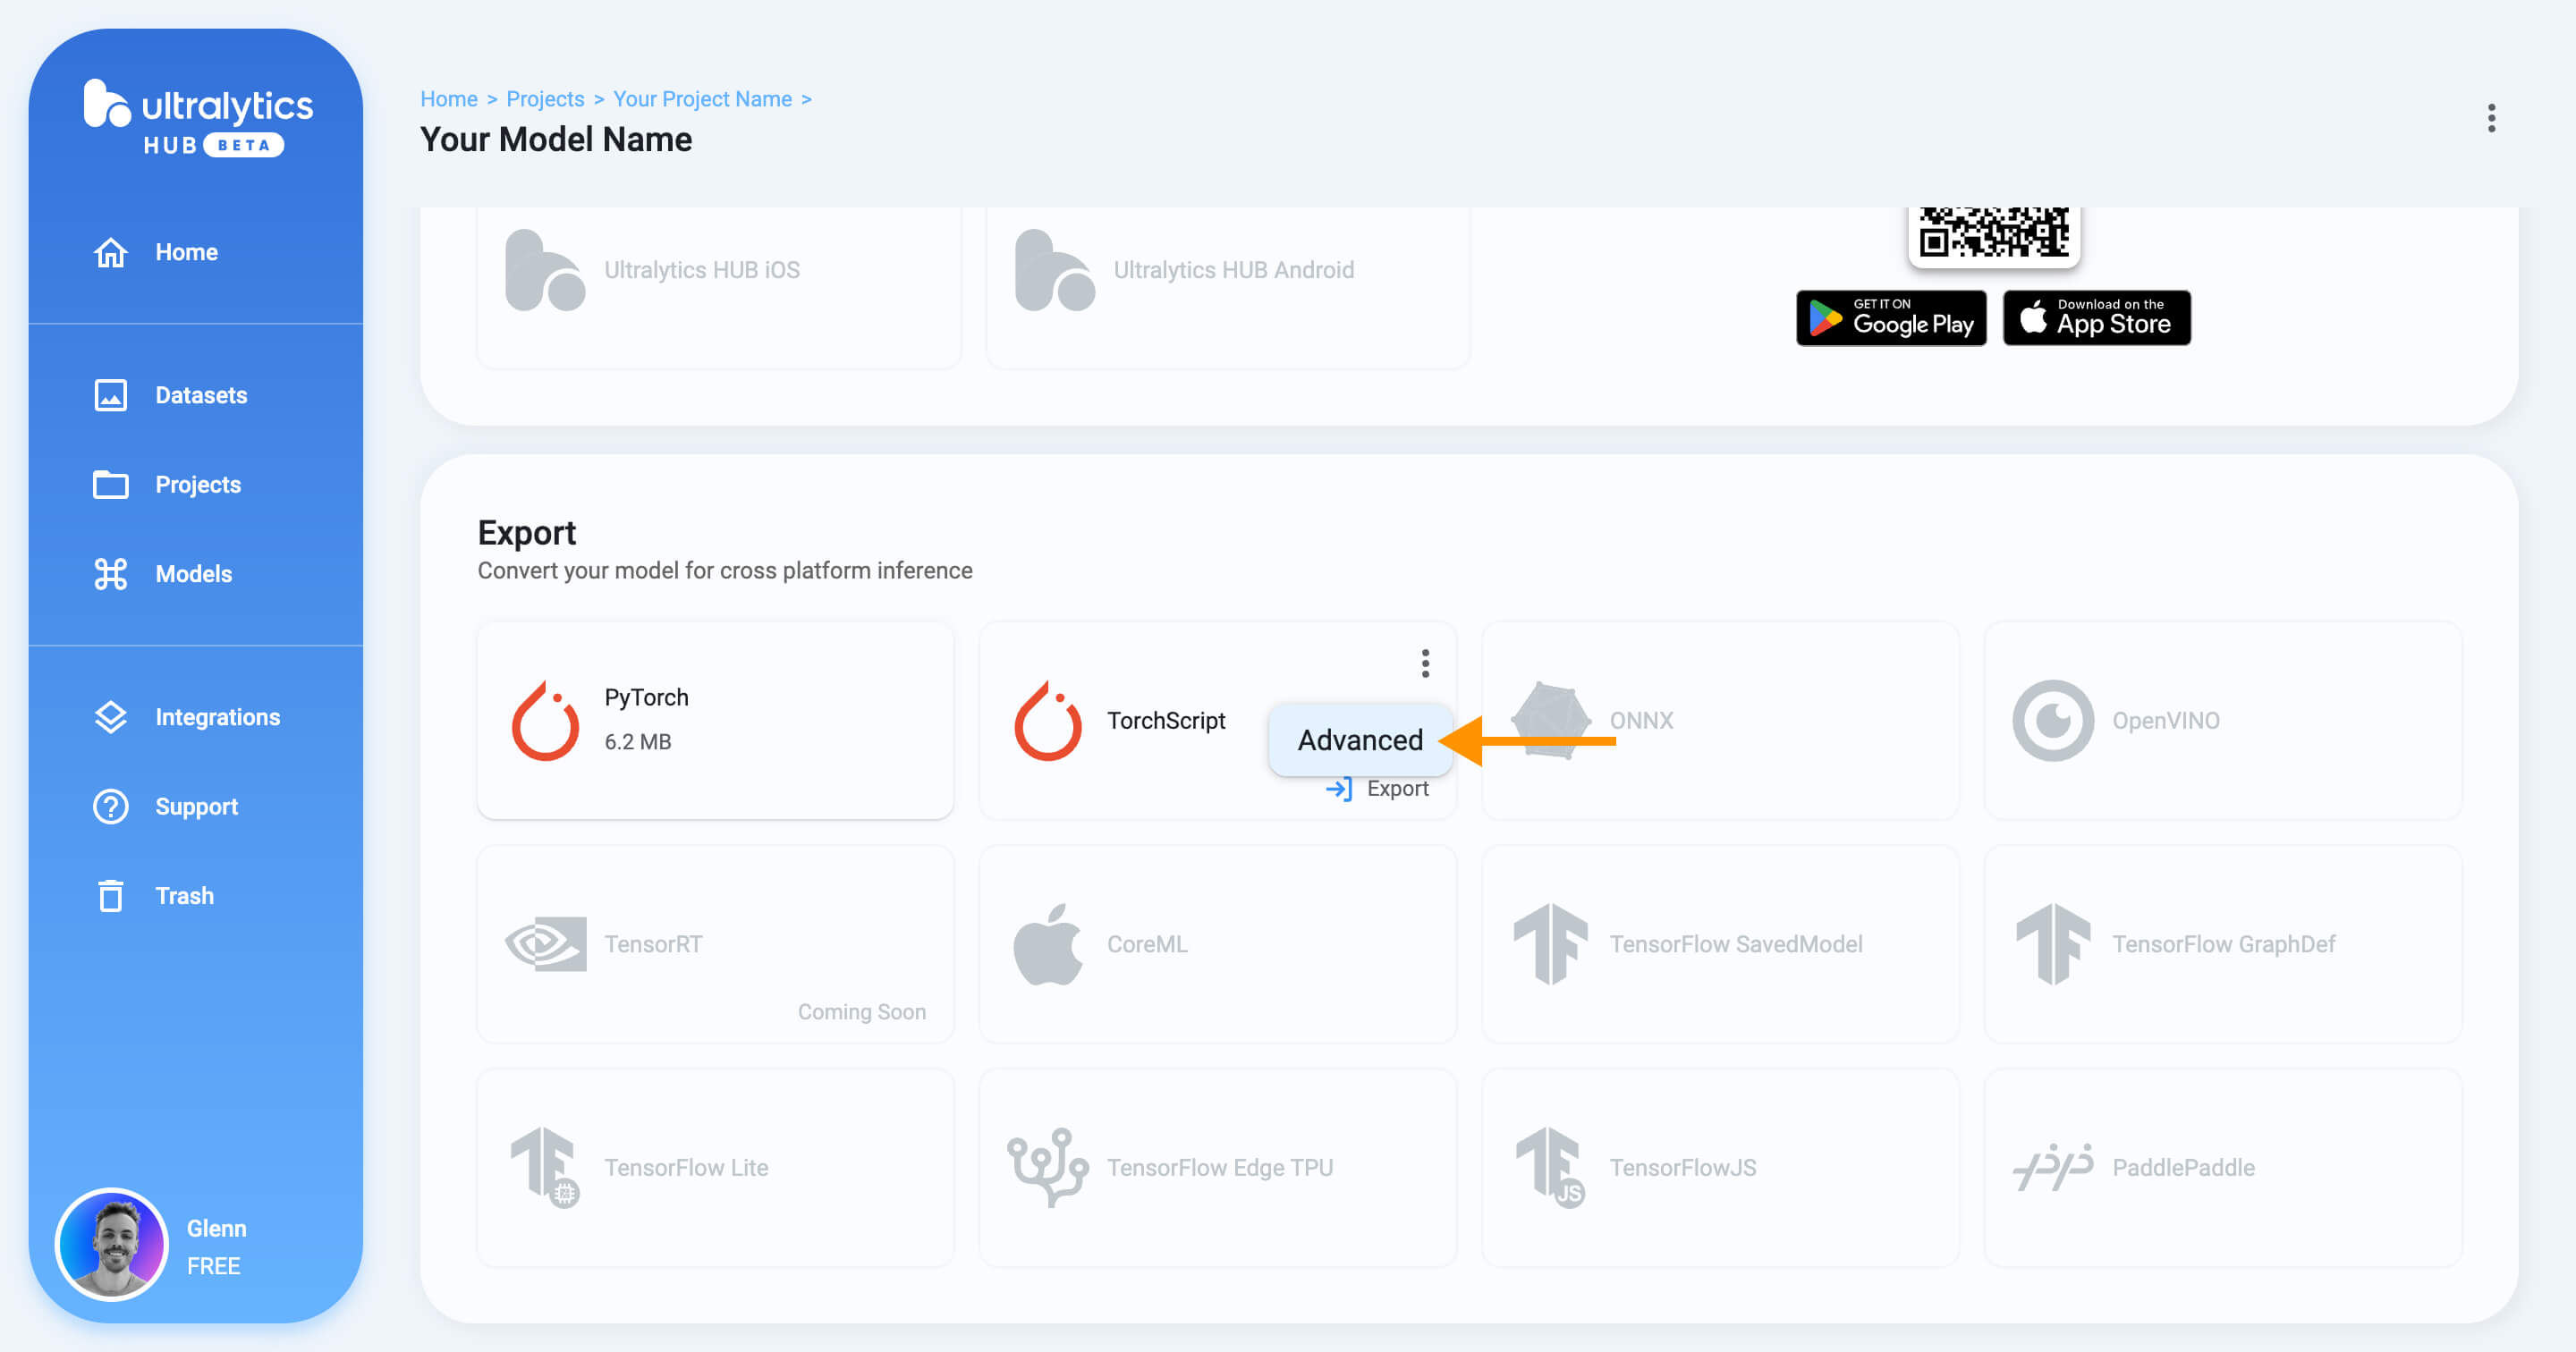 ultralytics
HUB BETA
Home
Datasets
Projects
Models
Integrations
Support
Trash
Glenn
FREE
Home > Projects > Your Project Name >
Your Model Name
Ultralytics HUB iOS
Ultralytics HUB Android
GET IT ON
Google Play
Download on the
App Store
Export
Convert your model for cross platform inference
PyTorch
6.2 MB
TorchScript
Advanced
Export
ONNX
OpenVINO
TensorRT
Coming Soon
CoreML
TensorFlow SavedModel
TensorFlow GraphDef
TensorFlow Lite
TensorFlow Edge TPU
JS
TensorFlowJS
PaddlePaddle